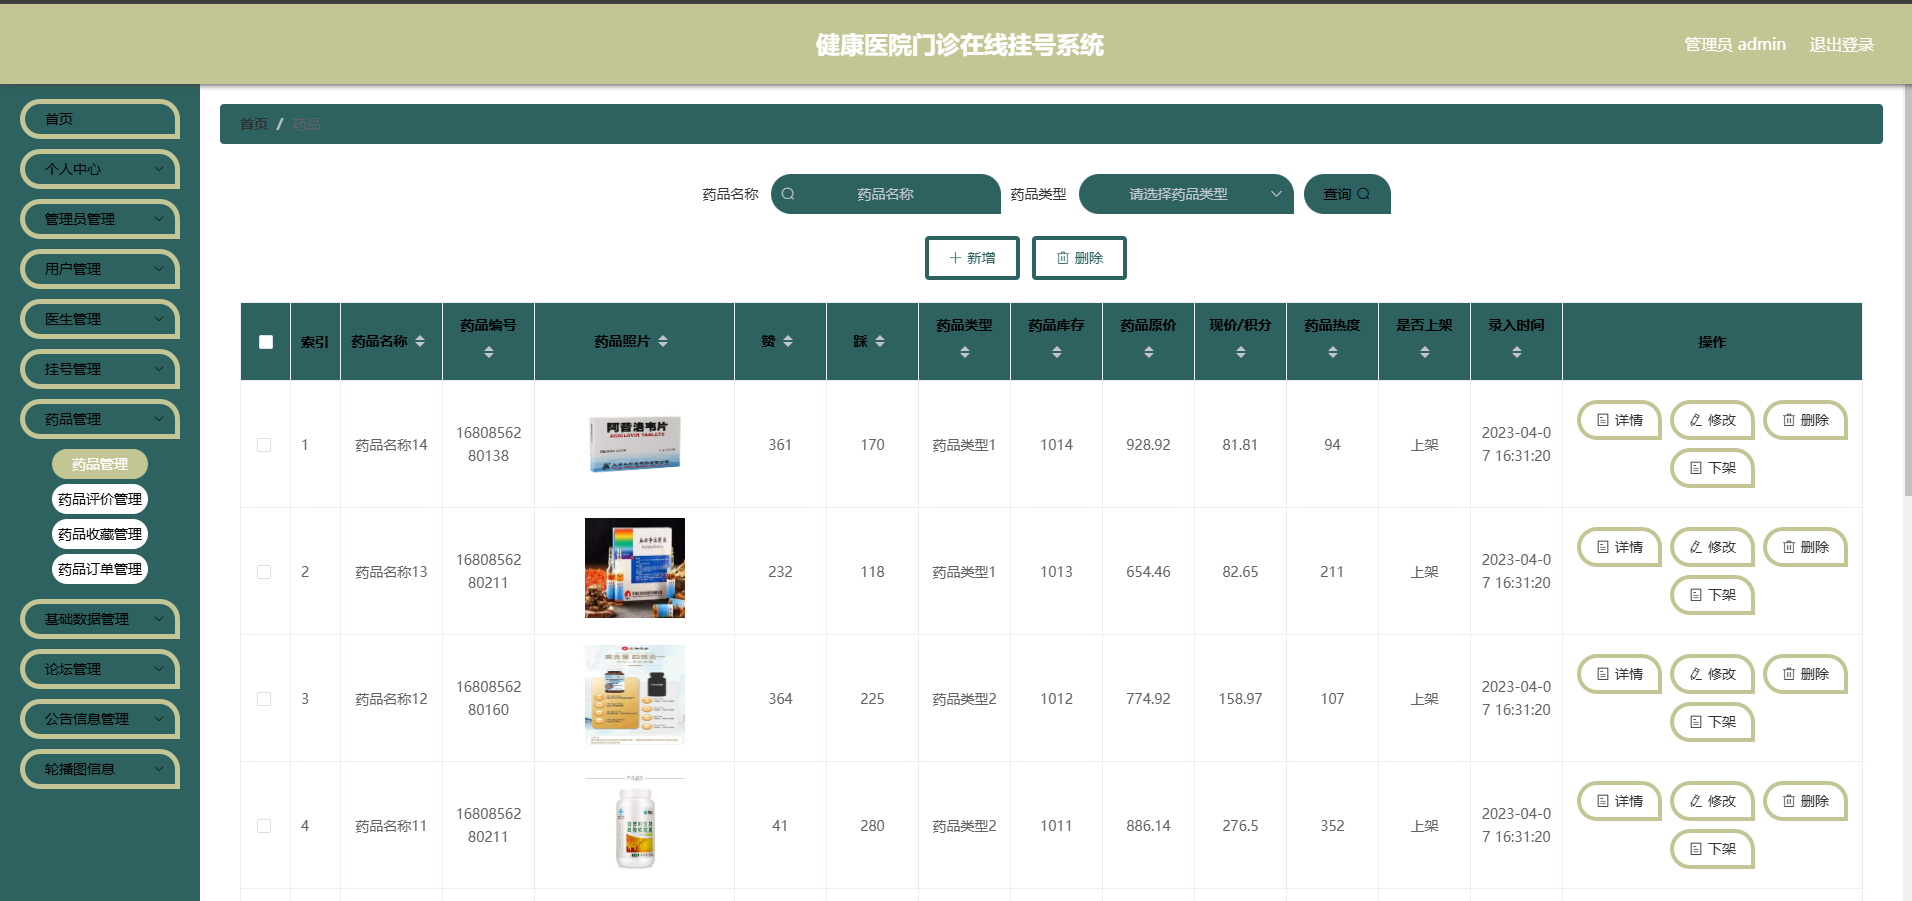 健康医院门诊在线挂号系统
管理员 admin
退出登录
首页
个人中心
管理员管理
用户管理
医生管理
挂号管理
药品管理
药品管理
药品评价管理
药品收藏管理
药品订单管理
基础数据管理
论坛管理
公告信息管理
轮播图信息
首页 / 药品
药品名称 药品名称 药品类型 请选择药品类型 查询
新增 删除
索引 药品名称 药品编号 药品照片 赞 踩 药品类型 药品库存 药品原价 现价/积分 药品热度 是否上架 录入时间 操作
1 药品名称14 16808562
80138
阿昔洛韦片
ACICLOVIR TABLETS
361 170 药品类型1 1014 928.92 81.81 94 上架 2023-04-0
7 16:31:20
详情 修改 删除
下架
2 药品名称13 16808562
80211
232 118 药品类型1 1013 654.46 82.65 211 上架 2023-04-0
7 16:31:20
详情 修改 删除
下架
3 药品名称12 16808562
80160
364 225 药品类型2 1012 774.92 158.97 107 上架 2023-04-0
7 16:31:20
详情 修改 删除
下架
4 药品名称11 16808562
80211
41 280 药品类型2 1011 886.14 276.5 352 上架 2023-04-0
7 16:31:20
详情 修改 删除
下架